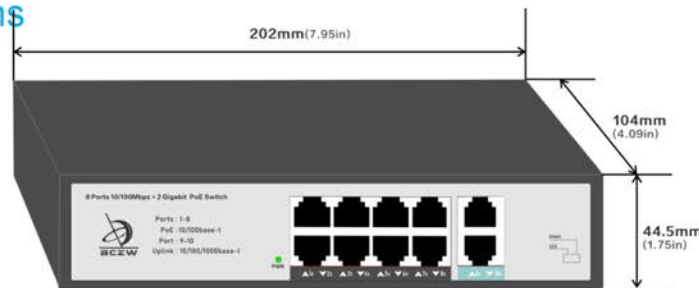 ns
202mm(7.95in)
104mm
(4.09in)
44.5mm
(1.75in)
8 Ports 10/100Mbps + 2 Gigabit PoE Switch
Ports : 1-8
PoE : 10/100base-t
Port : 9-10
Uplink : 10/100/1000base-t
BCZW
PWR